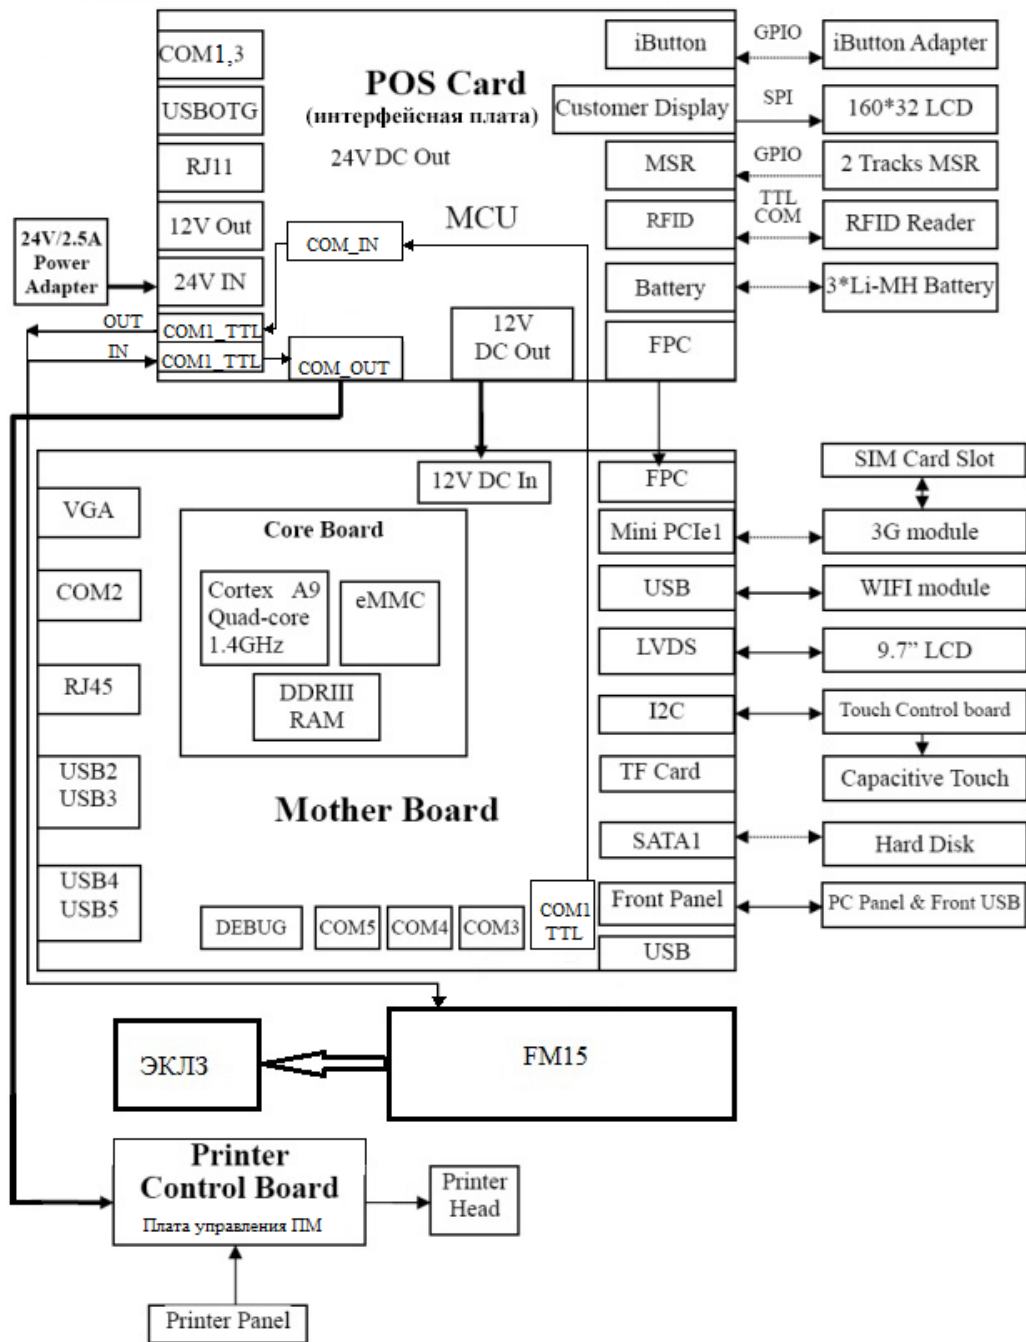 COM1,3
USBOTG
RJ11
12V Out
24V IN
COM1_TTL
COM1_TTL
24V/2.5A
Power
Adapter
OUT
IN
POS Card
(интерфейсная плата)
24V DC Out
MCU
COM_IN
COM_OUT
12V
DC Out
iButton
Customer Display
MSR
RFID
Battery
FPC
GPIO
SPI
GPIO
TTL
COM
iButton Adapter
160*32 LCD
2 Tracks MSR
RFID Reader
3*Li-MH Battery
12V DC In
VGA
COM2
RJ45
USB2
USB3
USB4
USB5
Core Board
Cortex A9
Quad-core
1.4GHz
eMMC
DDRIII
RAM
Mother Board
DEBUG
COM5
COM4
COM3
COM1
TTL
FPC
Mini PCIe1
USB
LVDS
I2C
TF Card
SATA1
Front Panel
USB
SIM Card Slot
3G module
WIFI module
9.7” LCD
Touch Control board
Capacitive Touch
Hard Disk
PC Panel & Front USB
ЭКЛЗ
FM15
Printer
Control Board
Плата управления ПМ
Printer
Head
Printer Panel